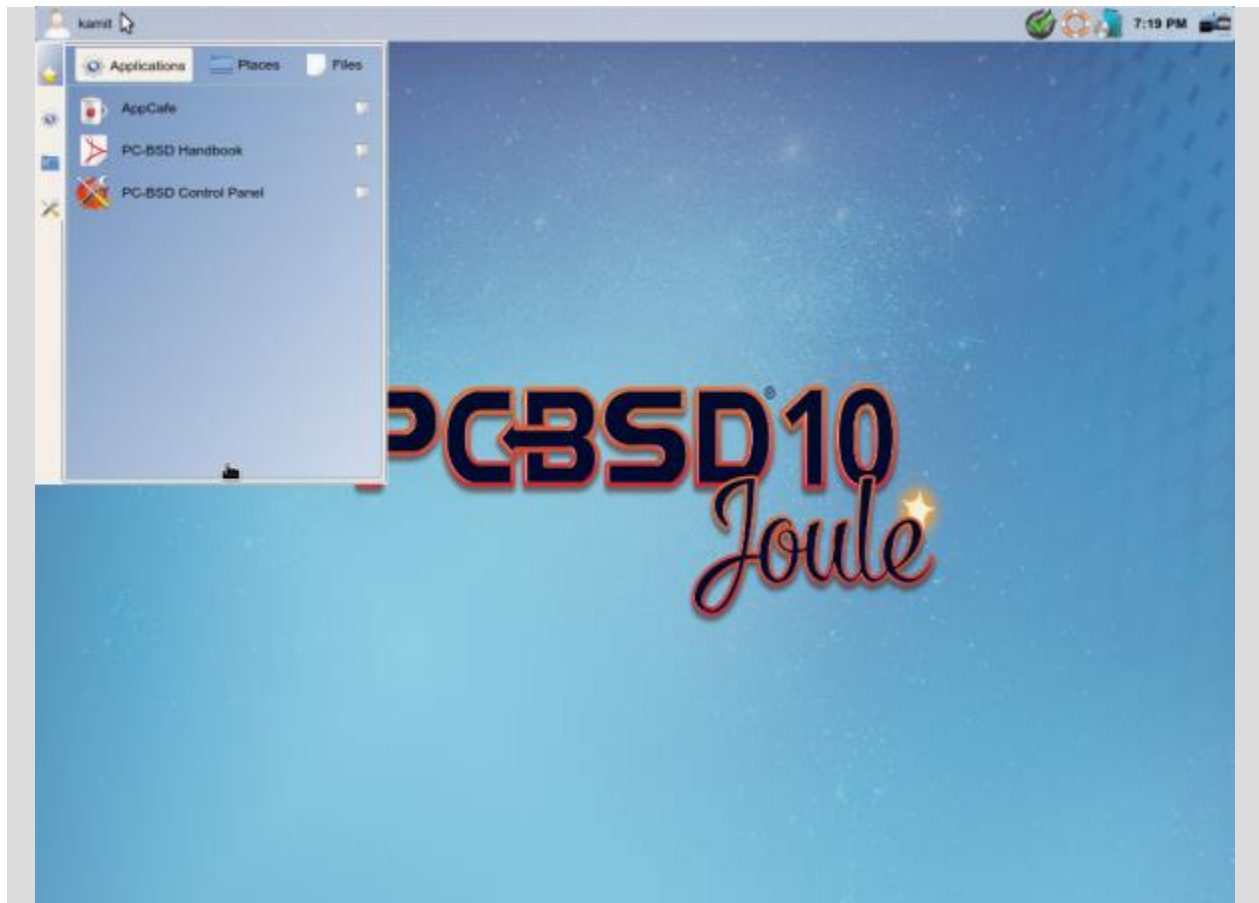 kamit
7:19 PM
Applications Places Files
AppCafe
PC-BSD Handbook
PC-BSD Control Panel
PCBSD®10
Joule